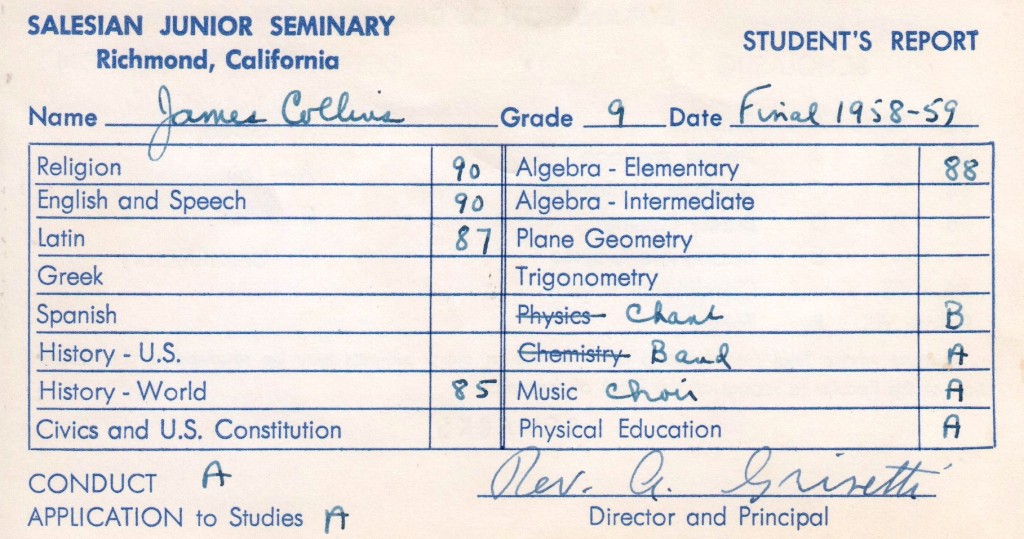 SALESIAN JUNIOR SEMINARY
Richmond, California
STUDENT'S REPORT
Name James Collins Grade 9 Date Final 1958-59
Religion 90 Algebra - Elementary 88
English and Speech 90 Algebra - Intermediate
Latin 87 Plane Geometry
Greek Trigonometry
Spanish Physics Chant B
History - U.S. Chemistry Band A
History - World 85 Music Choir A
Civics and U.S. Constitution Physical Education A
CONDUCT A Rev. A. Grisetti
APPLICATION to Studies A Director and Principal